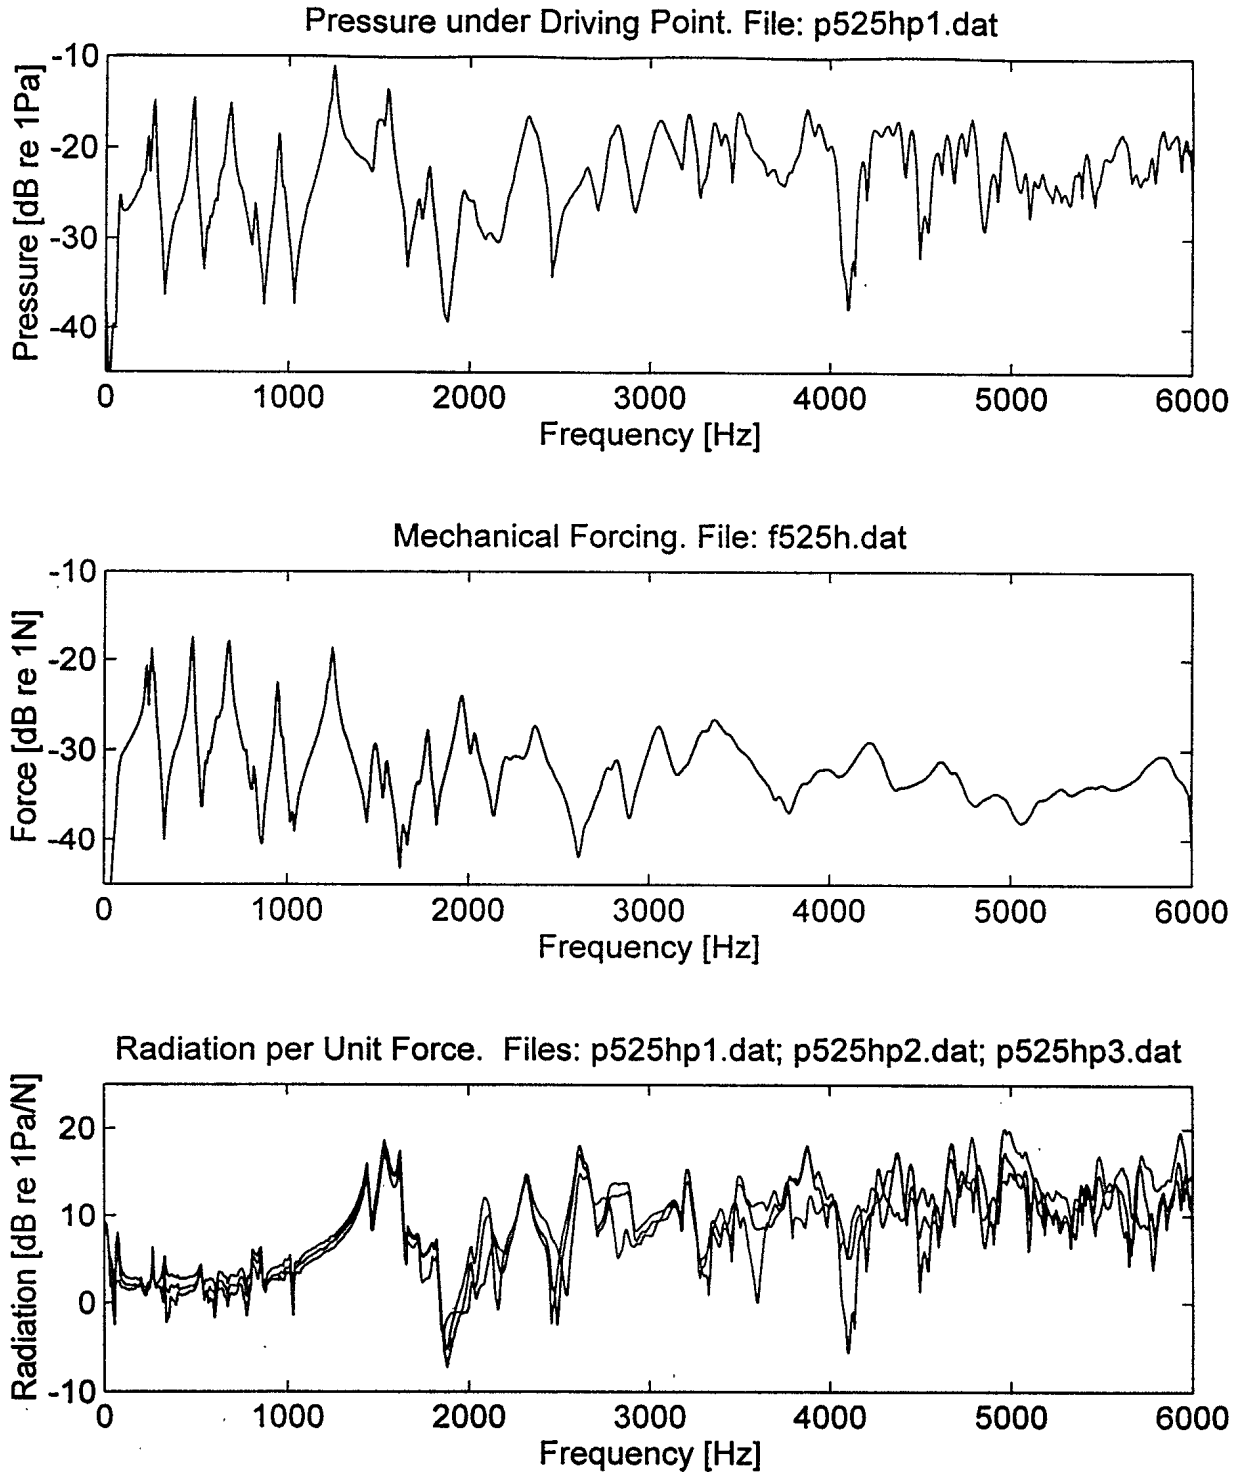 Pressure under Driving Point. File: p525hp1.dat
Pressure [dB re 1Pa]
-10
-20
-30
-40
0 1000 2000 3000 4000 5000 6000
Frequency [Hz]
Mechanical Forcing. File: f525h.dat
Force [dB re 1N]
-10
-20
-30
-40
0 1000 2000 3000 4000 5000 6000
Frequency [Hz]
Radiation per Unit Force. Files: p525hp1.dat; p525hp2.dat; p525hp3.dat
Radiation [dB re 1Pa/N]
20
10
0
-10
0 1000 2000 3000 4000 5000 6000
Frequency [Hz]